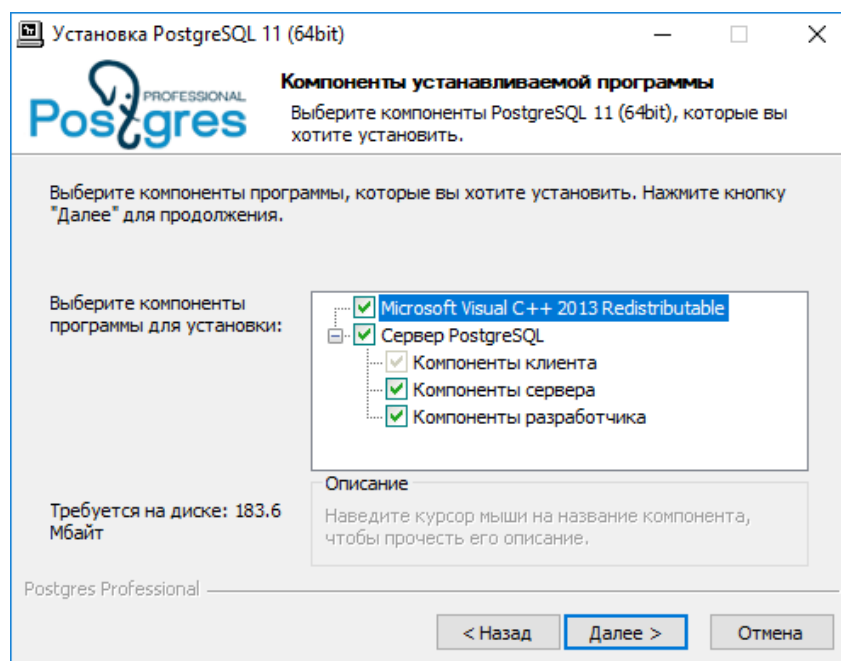 Установка PostgreSQL 11 (64bit)
PROFESSIONAL
Postgres
Компоненты устанавливаемой программы
Выберите компоненты PostgreSQL 11 (64bit), которые вы
хотите установить.
Выберите компоненты программы, которые вы хотите установить. Нажмите кнопку
"Далее" для продолжения.
Выберите компоненты
программы для установки:
Microsoft Visual C++ 2013 Redistributable
Сервер PostgreSQL
Компоненты клиента
Компоненты сервера
Компоненты разработчика
Требуется на диске: 183.6
Мбайт
Описание
Наведите курсор мыши на название компонента,
чтобы прочесть его описание.
Postgres Professional
< Назад
Далее >
Отмена